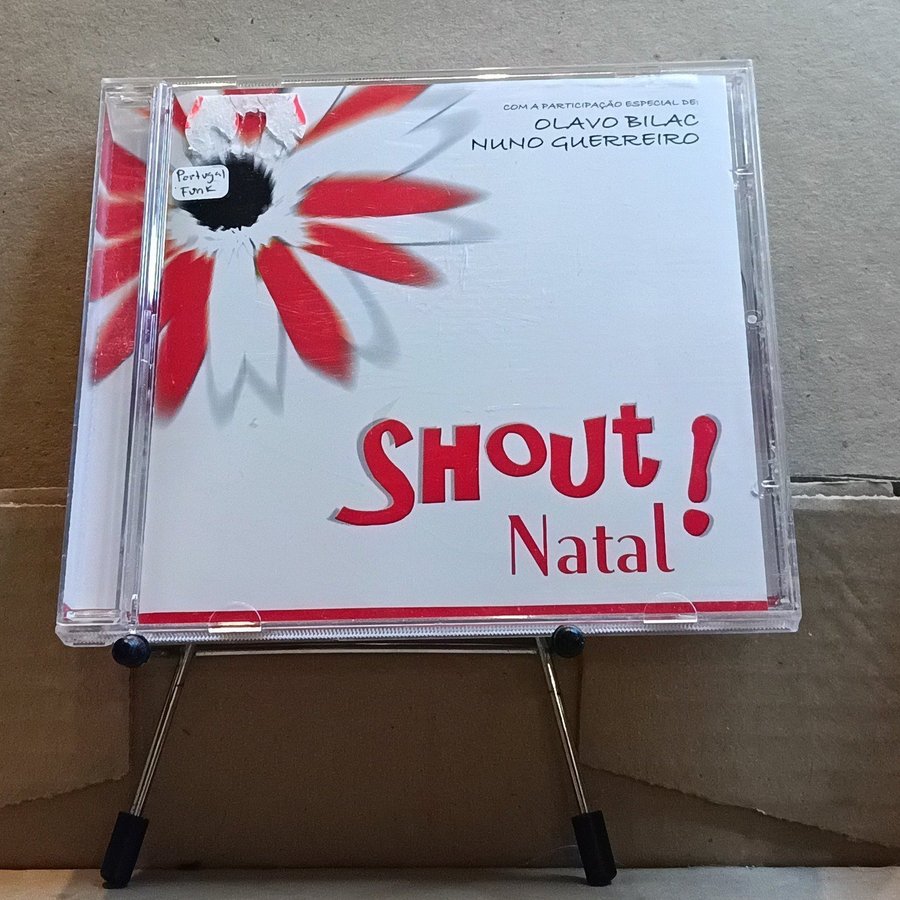 COM A PARTICIPAÇÃO ESPECIAL DE:
OLAVO BILAC
NUNO GUERREIRO
Portugal
Funk
SHOUT!
Natal